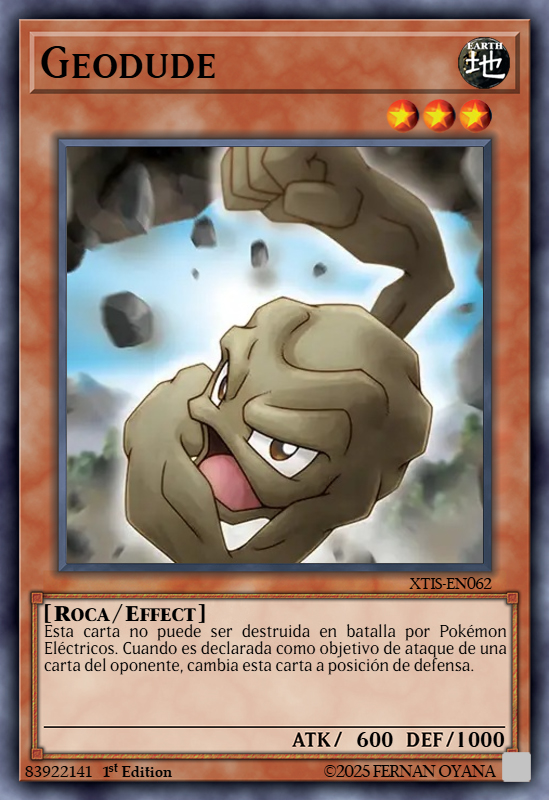 Geodude
EARTH
地
XTIS-EN062
[Roca/Effect]
Esta carta no puede ser destruida en batalla por Pokémon
Eléctricos. Cuando es declarada como objetivo de ataque de una
carta del oponente, cambia esta carta a posición de defensa.
ATK/ 600 DEF/1000
83922141 1st Edition ©2025 FERNAN OYANA